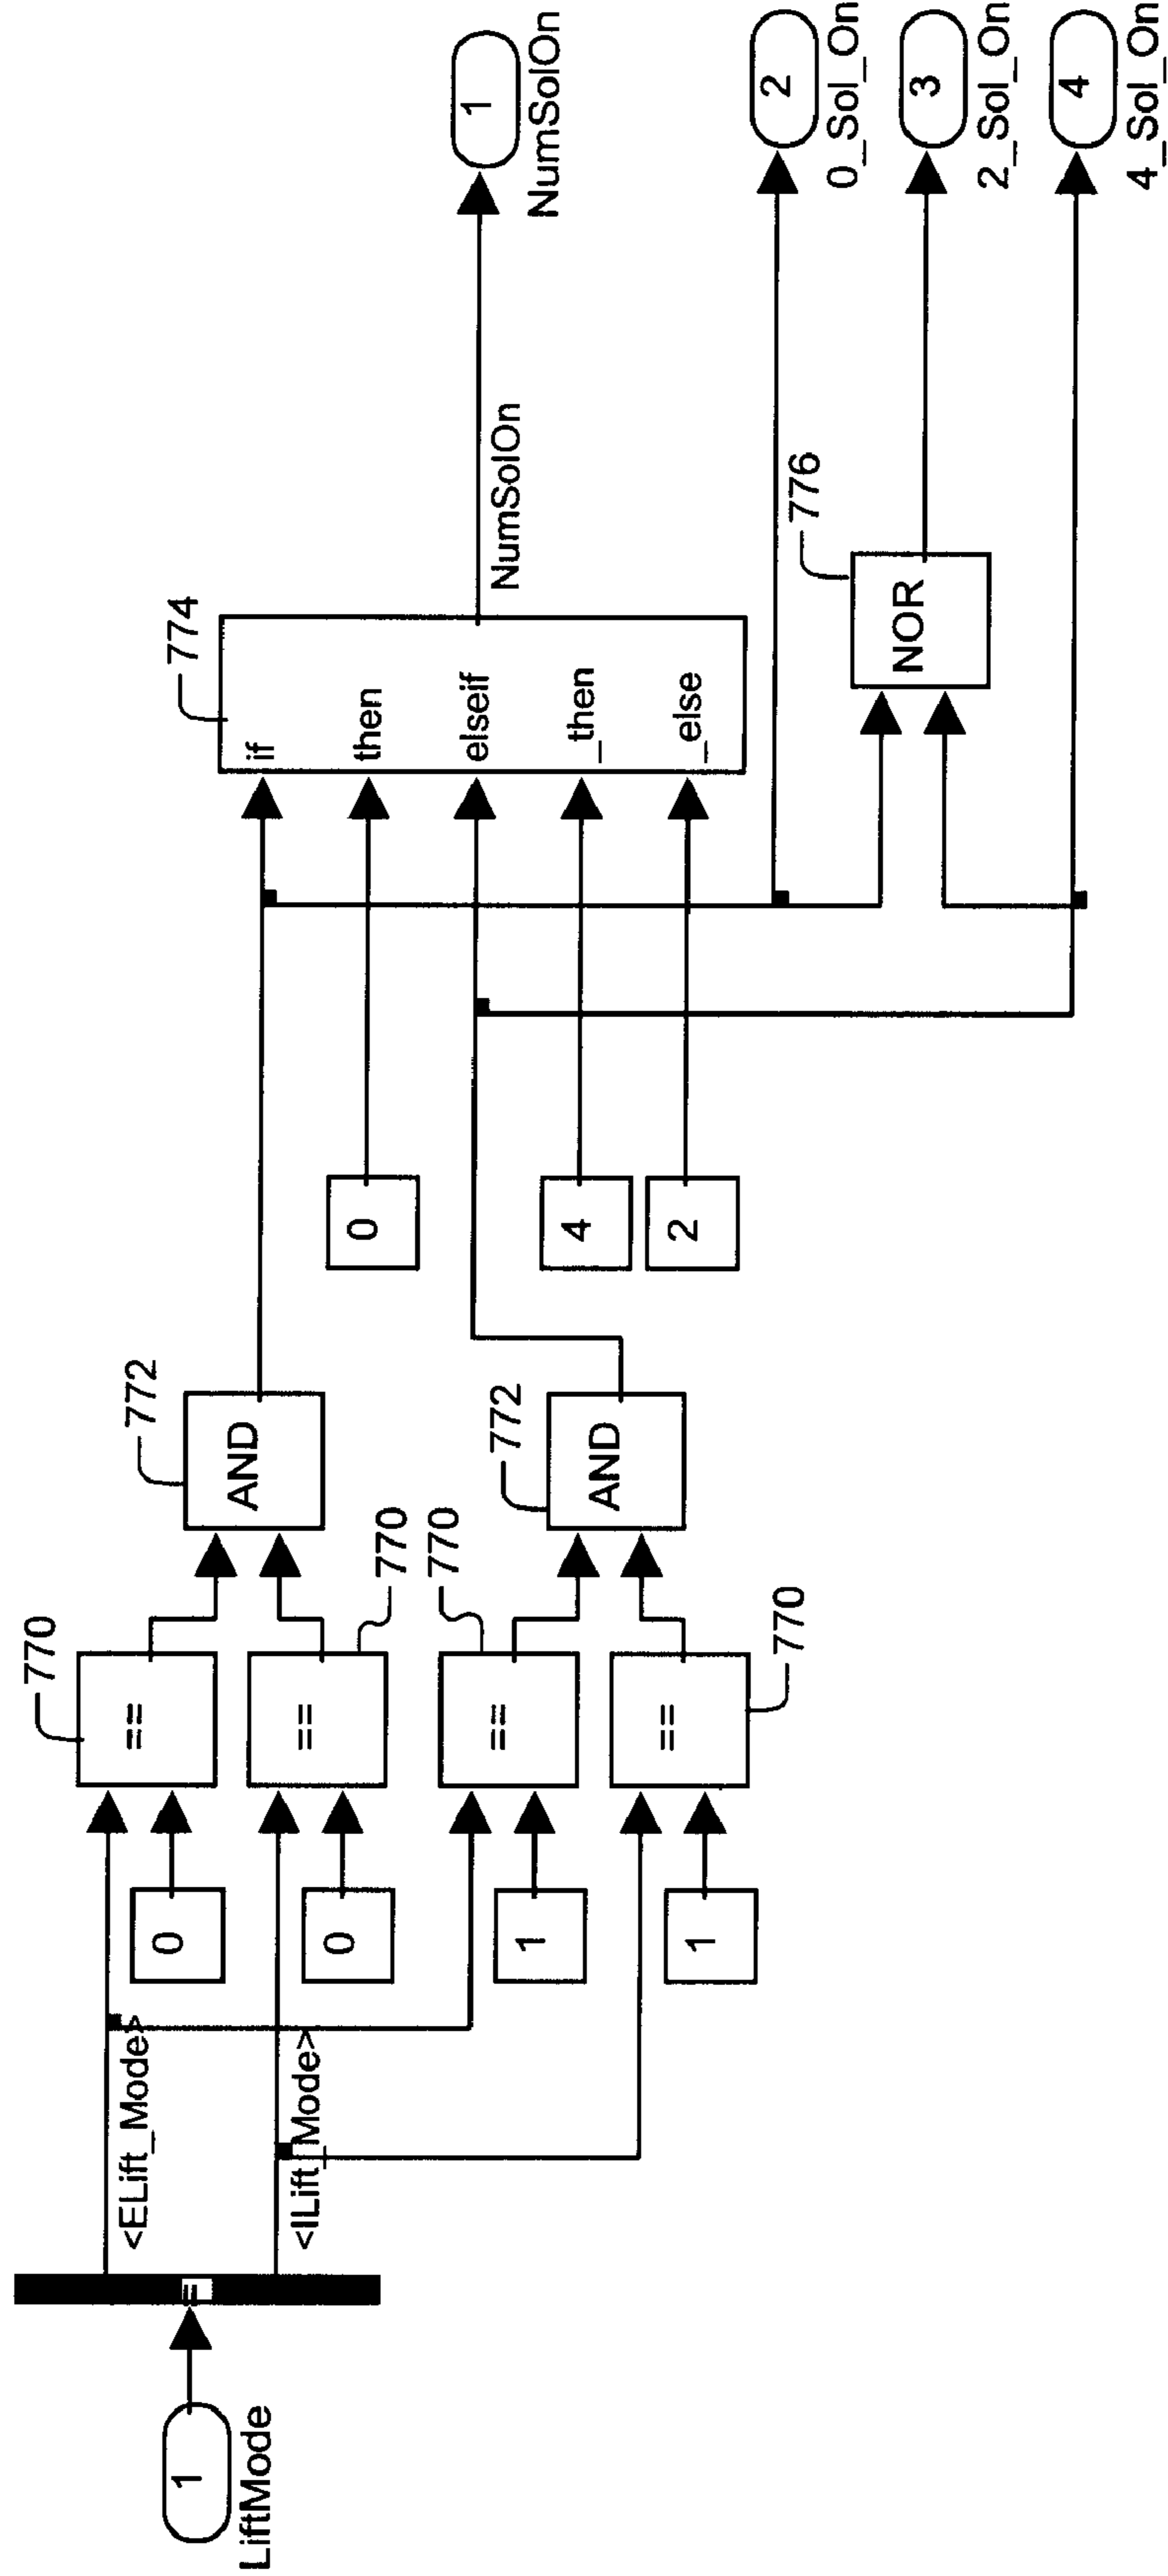 1
LiftMode
=
<ELift_Mode>
<ILift_Mode>
0
0
1
1
770
==
==
770
770
==
==
770
772
AND
772
AND
0
4
2
774
if
then
elseif
_then
_else
NumSolOn
776
NOR
1
NumSolOn
2
0_Sol_On
3
2_Sol_On
4
4_Sol_On